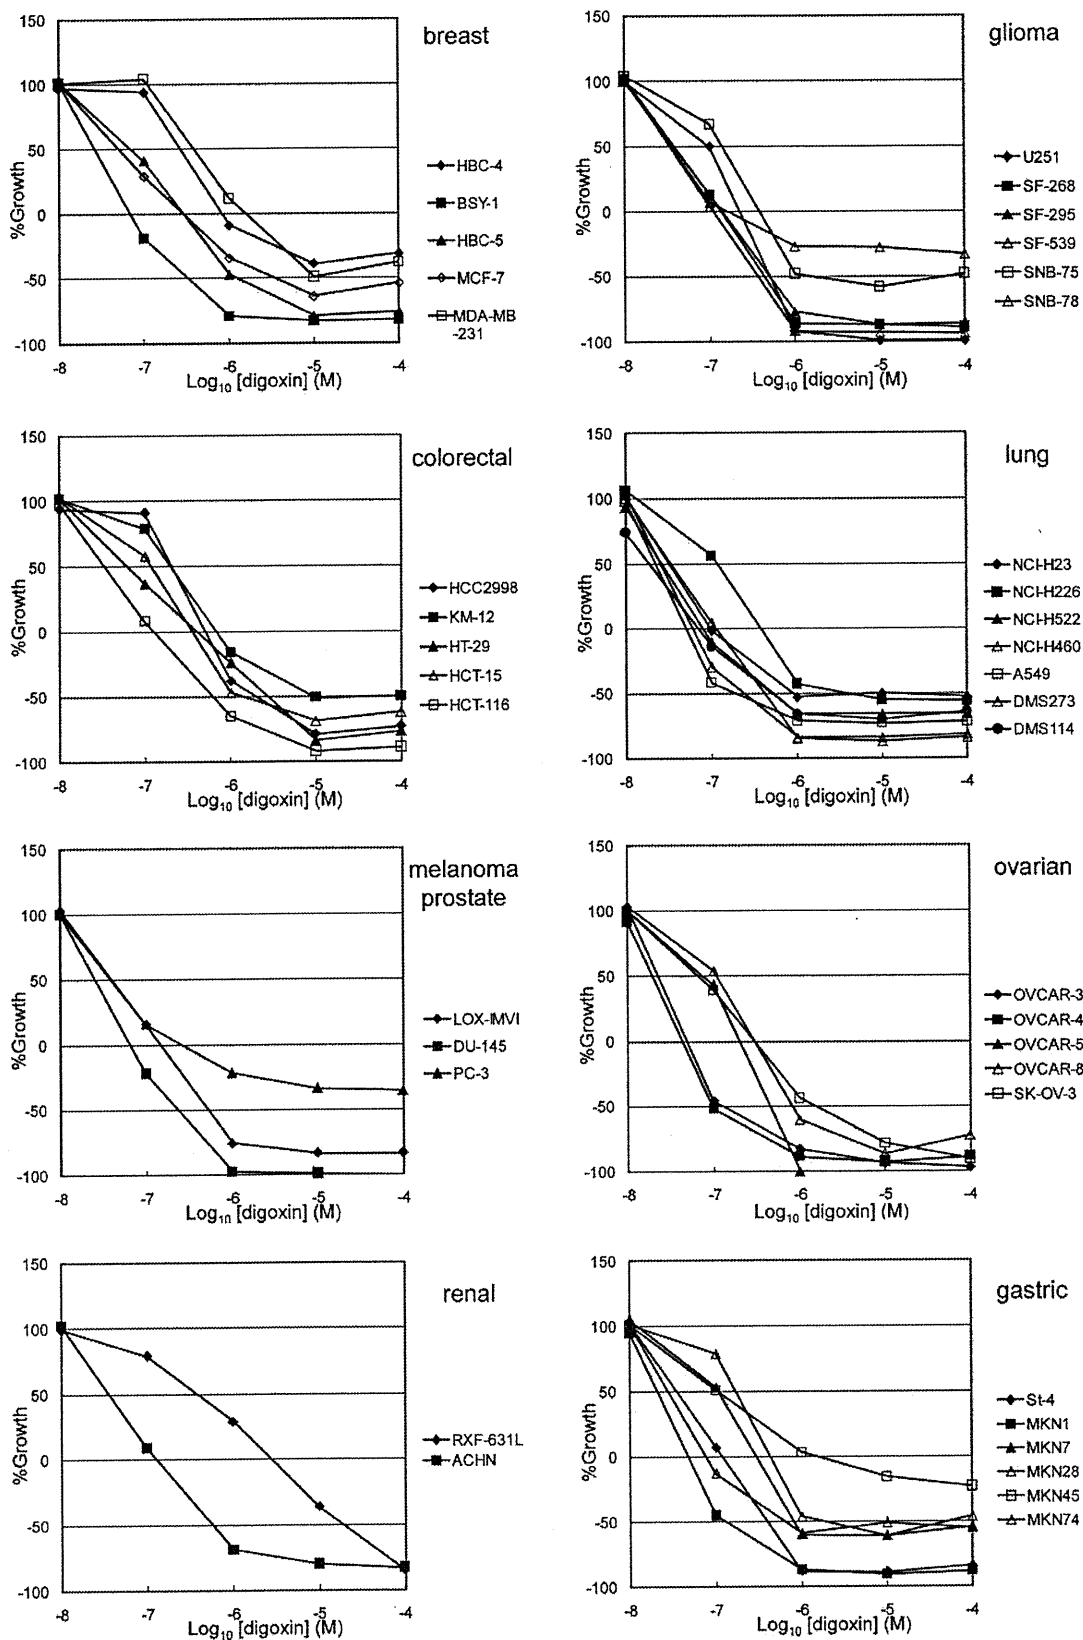 breast
150
100
50
0
-50
-100
%Growth
-8 -7 -6 -5 -4
Log10 [digoxin] (M)
HBC-4
BSY-1
HBC-5
MCF-7
MDA-MB
-231
glioma
150
100
50
0
-50
-100
%Growth
-8 -7 -6 -5 -4
Log10 [digoxin] (M)
U251
SF-268
SF-295
SF-539
SNB-75
SNB-78
colorectal
150
100
50
0
-50
-100
%Growth
-8 -7 -6 -5 -4
Log10 [digoxin] (M)
HCC2998
KM-12
HT-29
HCT-15
HCT-116
lung
150
100
50
0
-50
-100
%Growth
-8 -7 -6 -5 -4
Log10 [digoxin] (M)
NCI-H23
NCI-H226
NCI-H522
NCI-H460
A549
DMS273
DMS114
melanoma
prostate
150
100
50
0
-50
-100
%Growth
-8 -7 -6 -5 -4
Log10 [digoxin] (M)
LOX-IMVI
DU-145
PC-3
ovarian
150
100
50
0
-50
-100
%Growth
-8 -7 -6 -5 -4
Log10 [digoxin] (M)
OVCAR-3
OVCAR-4
OVCAR-5
OVCAR-8
SK-OV-3
renal
150
100
50
0
-50
-100
%Growth
-8 -7 -6 -5 -4
Log10 [digoxin] (M)
RXF-631L
ACHN
gastric
150
100
50
0
-50
-100
%Growth
-8 -7 -6 -5 -4
Log10 [digoxin] (M)
St-4
MKN1
MKN7
MKN28
MKN45
MKN74